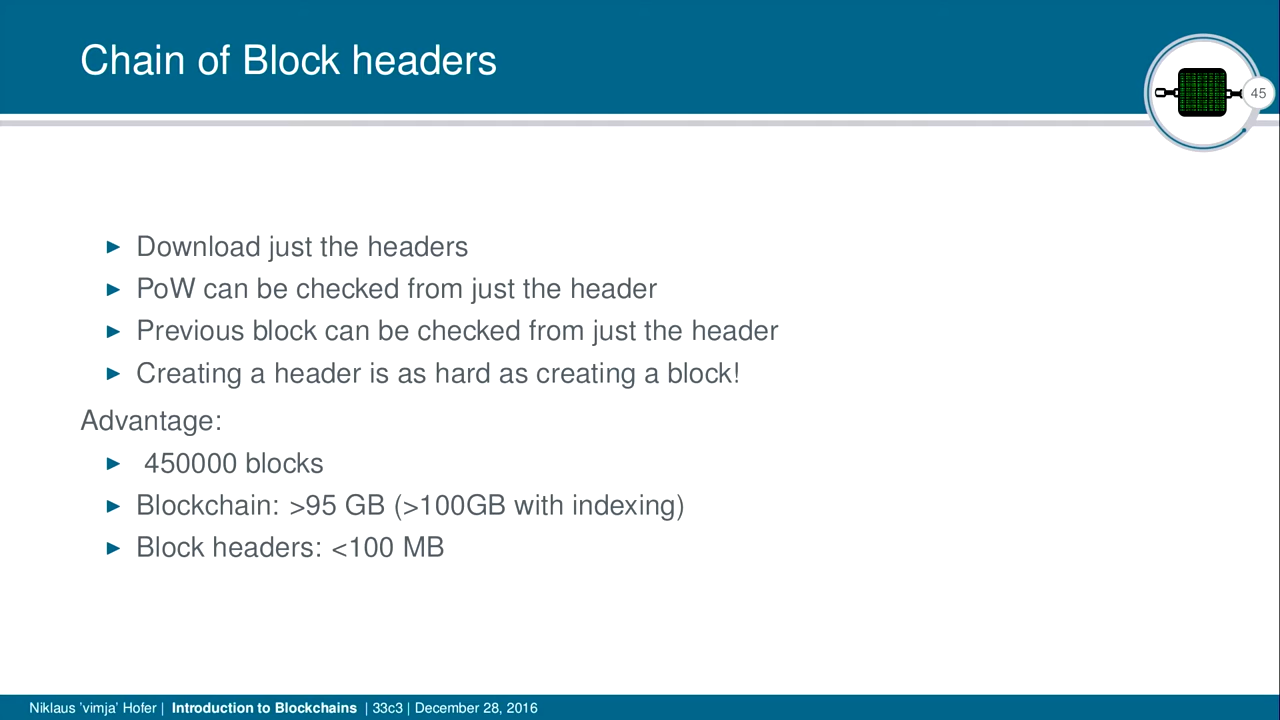 Chain of Block headers
45
► Download just the headers
► PoW can be checked from just the header
► Previous block can be checked from just the header
► Creating a header is as hard as creating a block!
Advantage:
► 450000 blocks
► Blockchain: >95 GB (>100GB with indexing)
► Block headers: <100 MB
Niklaus 'vimja' Hofer | Introduction to Blockchains | 33c3 | December 28, 2016